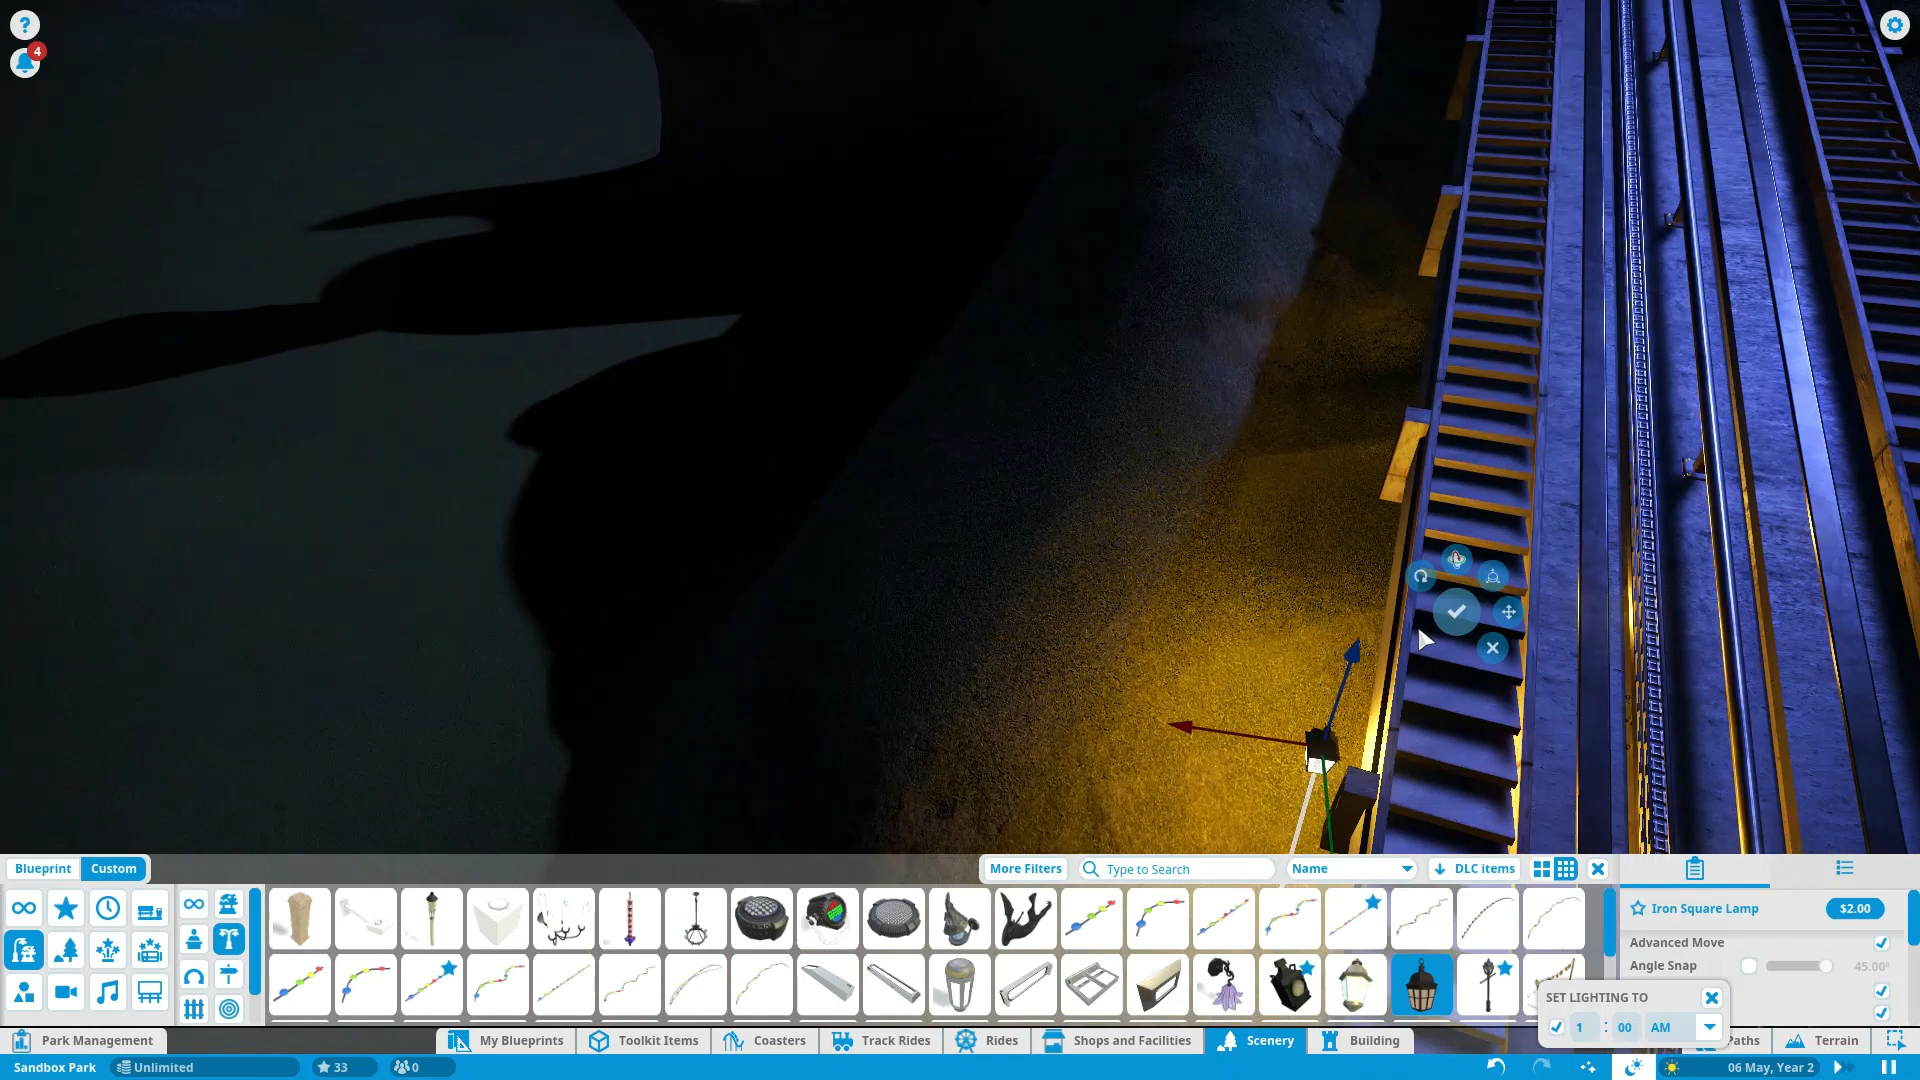 ?
4
Blueprint
Custom
More Filters
Type to Search
Name
DLC items
Iron Square Lamp
$2.00
Advanced Move
Angle Snap
45.00°
SET LIGHTING TO
1 : 00 AM
Park Management
My Blueprints
Toolkit Items
Coasters
Track Rides
Rides
Shops and Facilities
Scenery
Building
Paths
Terrain
Sandbox Park
Unlimited
33
0
06 May, Year 2